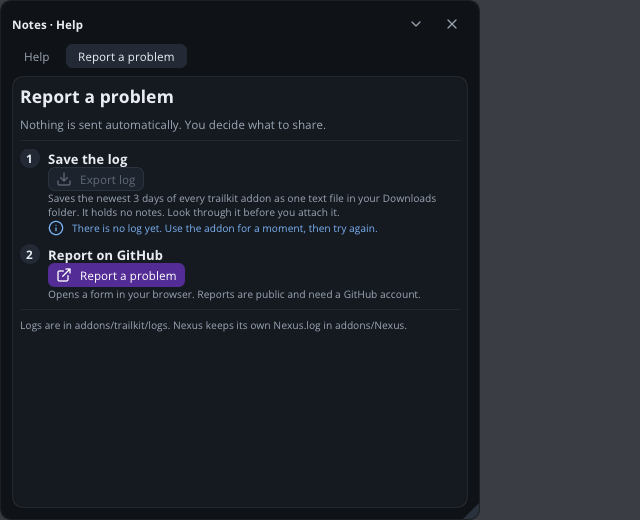 Notes · Help
Help
Report a problem
Report a problem
Nothing is sent automatically. You decide what to share.
1
Save the log
Export log
Saves the newest 3 days of every trailkit addon as one text file in your Downloads
folder. It holds no notes. Look through it before you attach it.
There is no log yet. Use the addon for a moment, then try again.
2
Report on GitHub
Report a problem
Opens a form in your browser. Reports are public and need a GitHub account.
Logs are in addons/trailkit/logs. Nexus keeps its own Nexus.log in addons/Nexus.